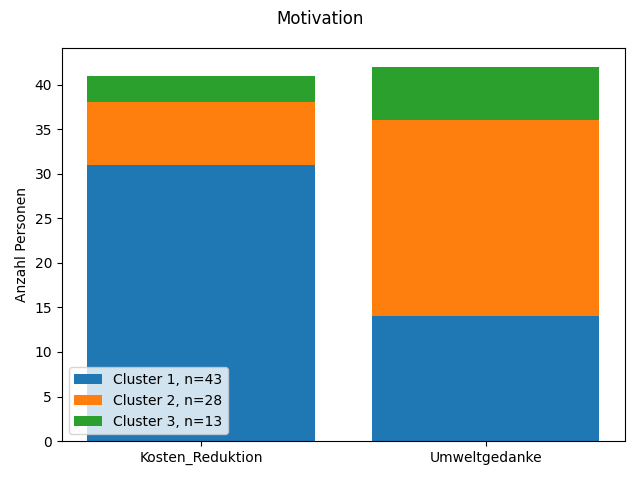 Motivation
Anzahl Personen
40
35
30
25
20
15
10
5
0
Cluster 1, n=43
Cluster 2, n=28
Cluster 3, n=13
Kosten_Reduktion
Umweltgedanke